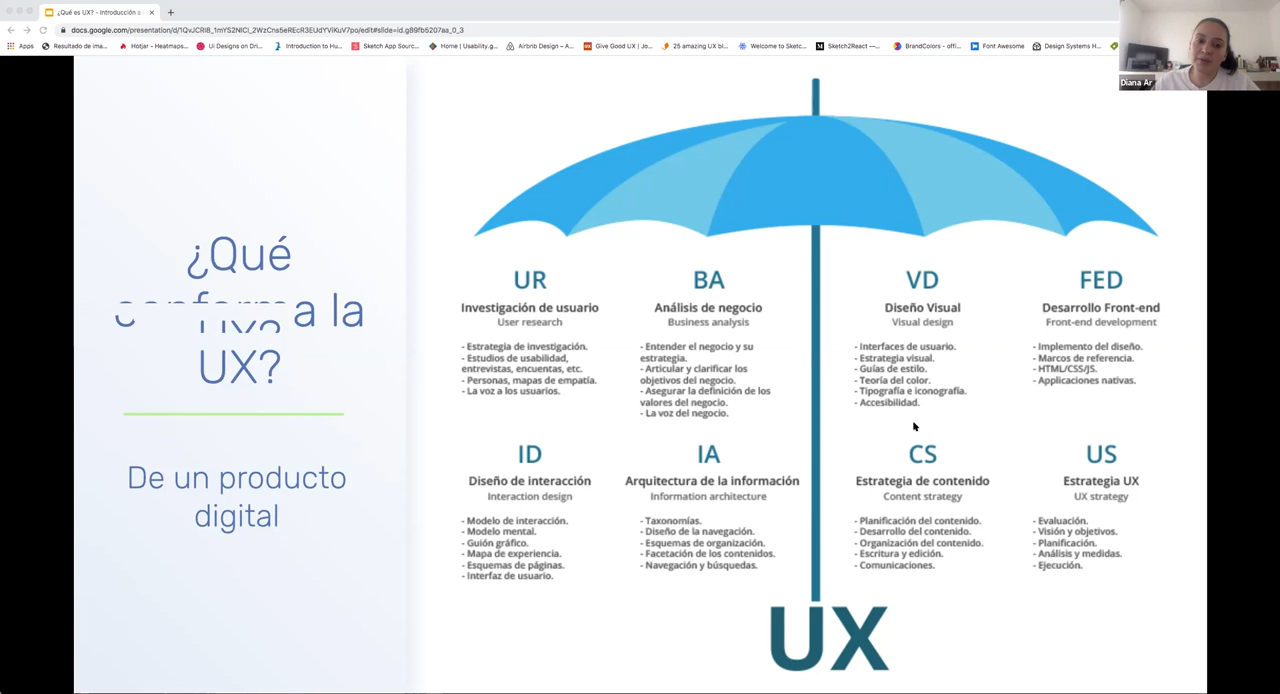 ¿Qué es UX? - Introducción a
docs.google.com/presentation/d/1QvJCRl8_1mYS2NlCl_2WzCns5eREcR3EUdYViKuV7po/edit#slide=id.g89fb5207aa_0_3
Apps
Resultado de ima...
Hotjar - Heatmaps...
Ui Designs on Dri...
Introduction to Hu...
Sketch App Sourc...
Home | Usability.g...
Airbnb Design – A...
Give Good UX | Jo...
25 amazing UX bl...
Welcome to Sketc...
Sketch2React —...
BrandColors - offi...
Font Awesome
Design Systems H...
Diana Ar
¿Qué
a la
UX?
De un producto
digital
UR
Investigación de usuario
User research
- Estrategia de investigación.
- Estudios de usabilidad,
entrevistas, encuentas, etc.
- Personas, mapas de empatía.
- La voz a los usuarios.
BA
Análisis de negocio
Business analysis
- Entender el negocio y su
estrategia.
- Articular y clarificar los
objetivos del negocio.
- Asegurar la definición de los
valores del negocio.
- La voz del negocio.
VD
Diseño Visual
Visual design
- Interfaces de usuario.
- Estrategia visual.
- Guías de estilo.
- Teoría del color.
- Tipografía e iconografía.
- Accesibilidad.
FED
Desarrollo Front-end
Front-end development
- Implemento del diseño.
- Marcos de referencia.
- HTML/CSS/JS.
- Applicaciones nativas.
ID
Diseño de interacción
Interaction design
- Modelo de interacción.
- Modelo mental.
- Guión gráfico.
- Mapa de experiencia.
- Esquemas de páginas.
- Interfaz de usuario.
IA
Arquitectura de la información
Information architecture
- Taxonomías.
- Diseño de la navegación.
- Esquemas de organización.
- Facetación de los contenidos.
- Navegación y búsquedas.
CS
Estrategia de contenido
Content strategy
- Planificación del contenido.
- Desarrollo del contenido.
- Organización del contenido.
- Escritura y edición.
- Comunicaciones.
US
Estrategia UX
UX strategy
- Evaluación.
- Visión y objetivos.
- Planificación.
- Análisis y medidas.
- Ejecución.
UX